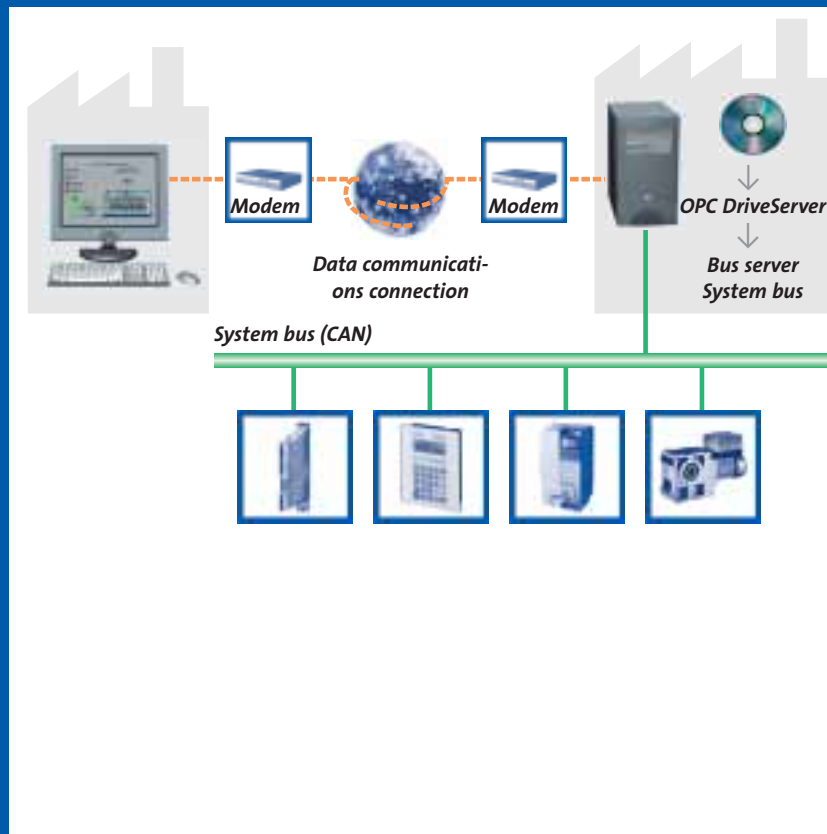 Modem
Modem
OPC DriveServer
Data communicati-
ons connection
Bus server
System bus
System bus (CAN)